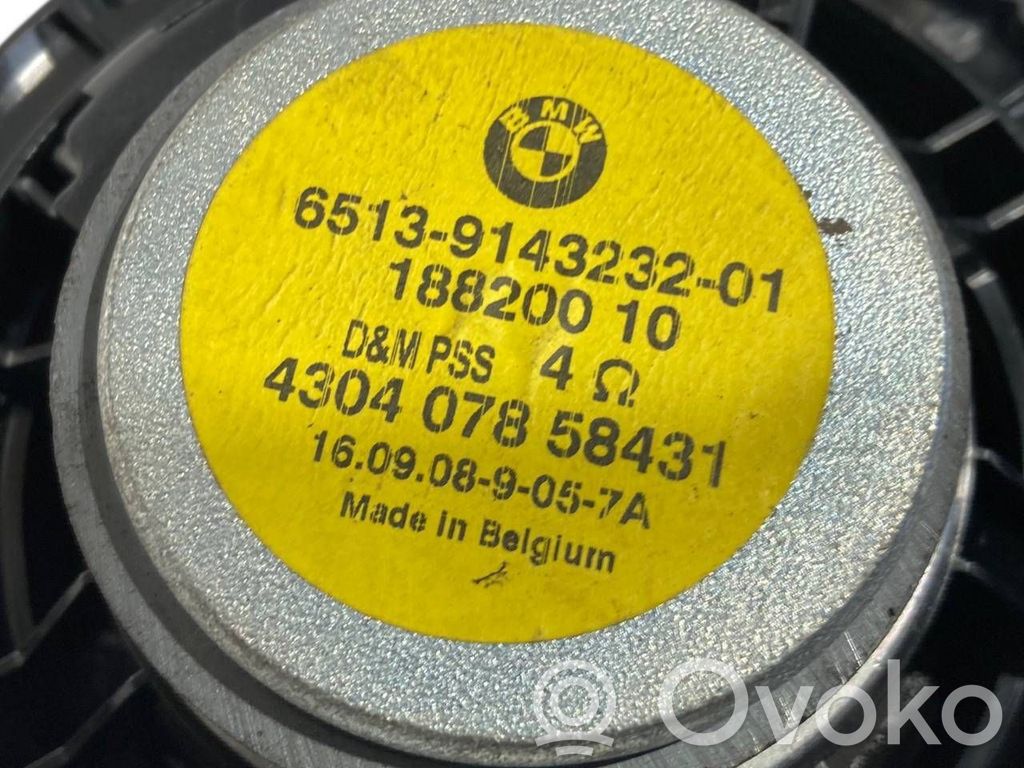 BMW
6513-9143232-01
188200 10
D&M PSS 4 Ω
4304 078 58431
16.09.08-9-05-7A
Made in Belgium
Ovoko